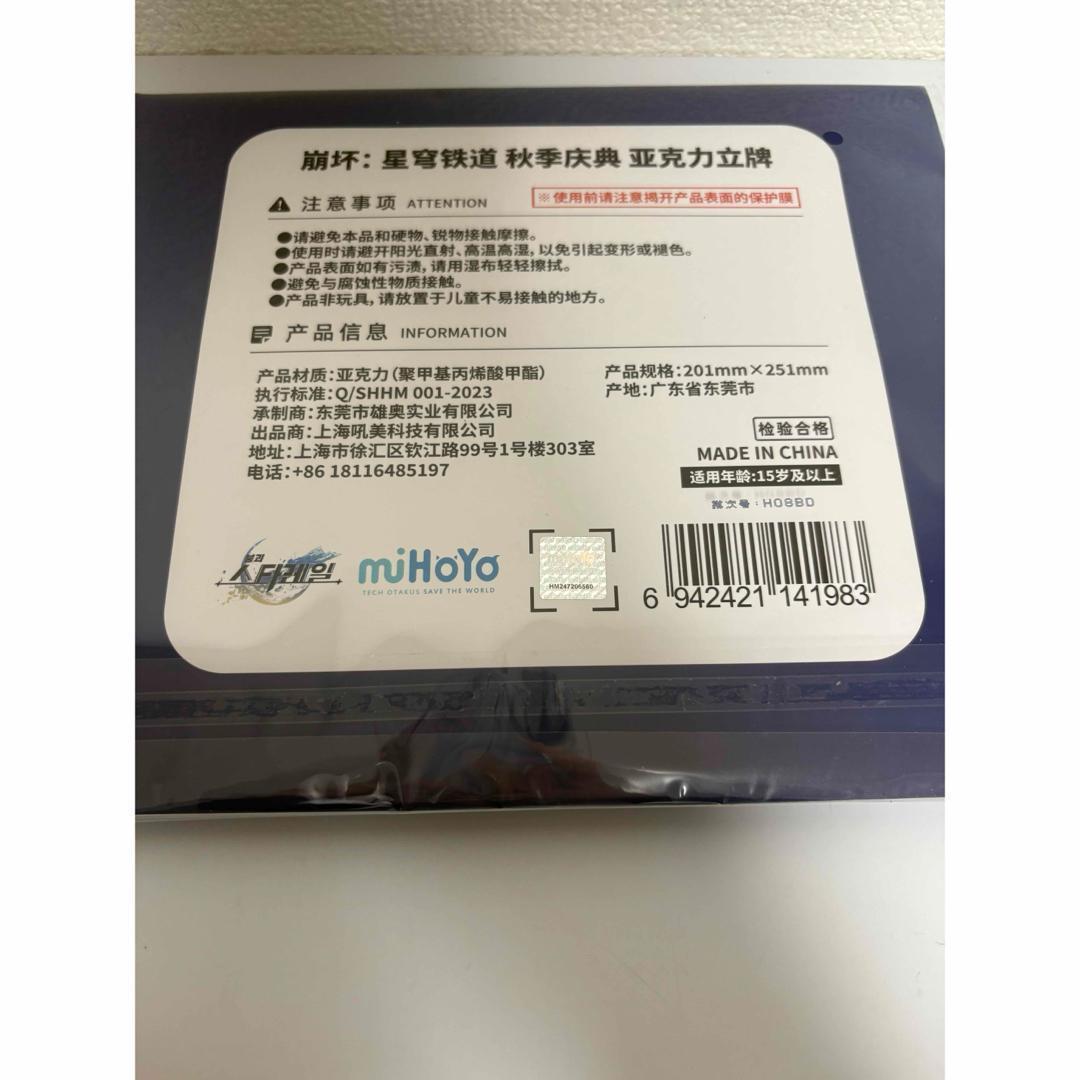 崩坏：星穹铁道 秋季庆典 亚克力立牌
注意事项 ATTENTION
※使用前请注意揭开产品表面的保护膜
●请避免本品和硬物、锐物接触摩擦。
●使用时请避开阳光直射、高温高湿，以免引起变形或褪色。
●产品表面如有污渍，请用湿布轻轻擦拭。
●避免与腐蚀性物质接触。
●产品非玩具，请放置于儿童不易接触的地方。
产品信息 INFORMATION
产品材质：亚克力（聚甲基丙烯酸甲酯）
产品规格：201mm×251mm
执行标准：Q/SHHM 001-2023
产地：广东省东莞市
承制商：东莞市雄奥实业有限公司
出品商：上海吼美科技有限公司
地址：上海市徐汇区钦江路99号1号楼303室
电话：+86 18116485197
检验合格
MADE IN CHINA
适用年龄:15岁及以上
批次号：H08BD
붕괴
스타레일
miHoYo
TECH OTAKUS SAVE THE WORLD
HM247206560
6 942421 141983